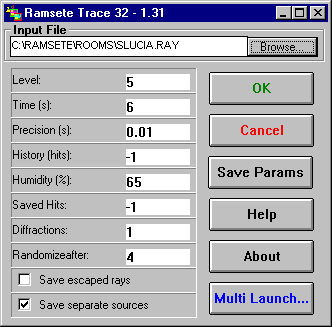 Ramsete Trace 32 - 1.31
Input File
C:\RAMSETE\ROOMS\SLUCIA.RAY Browse...
Level: 5
Time (s): 6
Precision (s): 0.01
History (hits): -1
Humidity (%): 65
Saved Hits: -1
Diffractions: 1
Randomizeafter: 4
Save escaped rays
Save separate sources
OK
Cancel
Save Params
Help
About
Multi Launch...